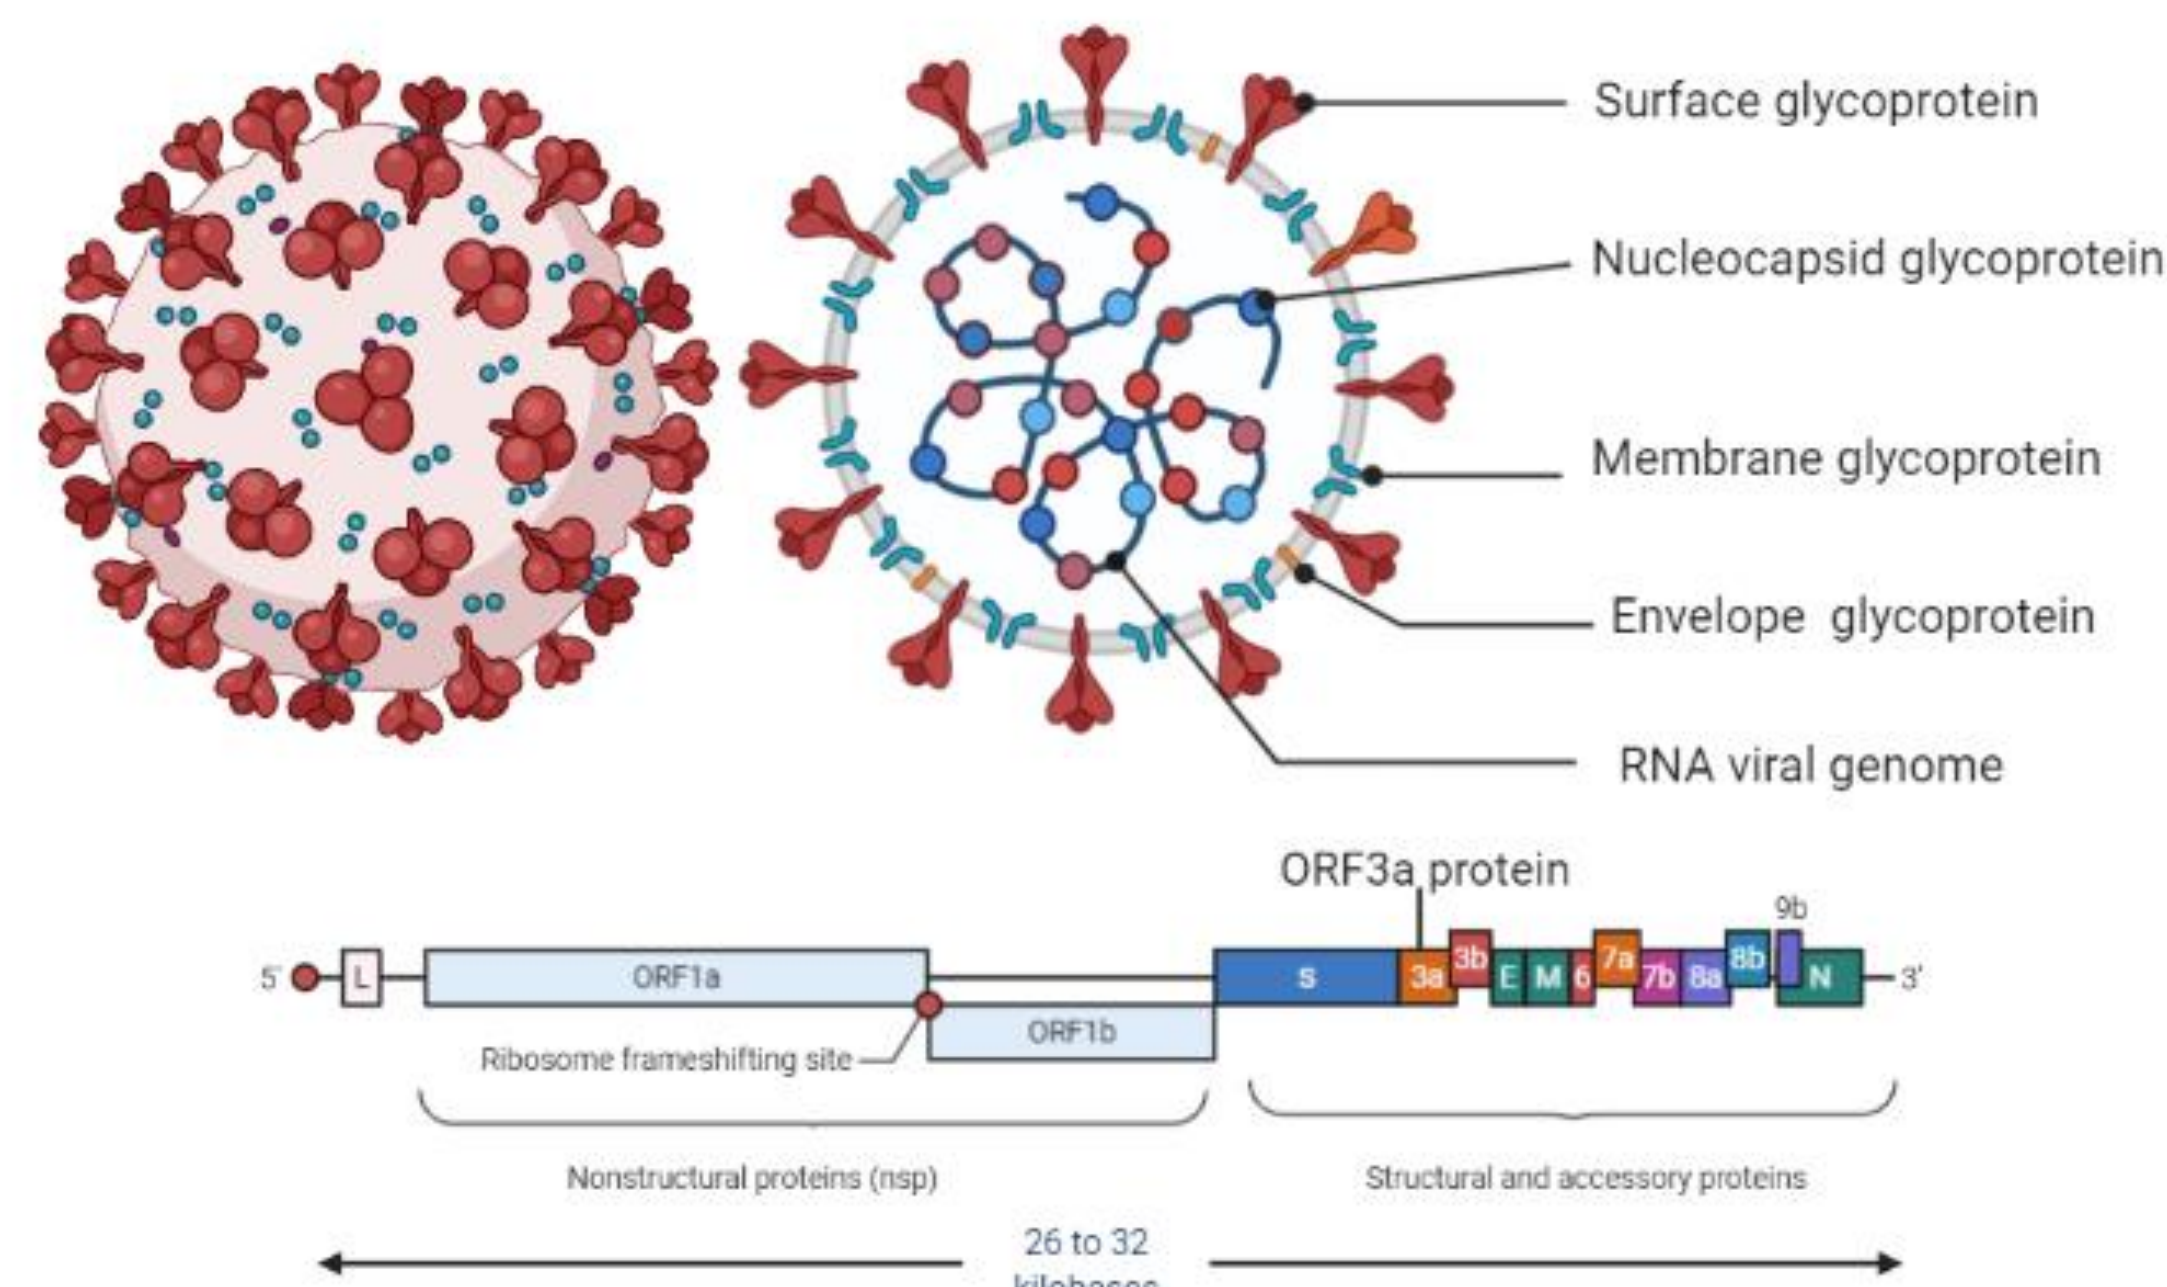 Surface glycoprotein
Nucleocapsid glycoprotein
Membrane glycoprotein
Envelope glycoprotein
RNA viral genome
ORF3a protein
9b
5' L ORF1a S 3a 3b E M 6 7a 7b 8a 8b N 3'
ORF1b
Ribosome frameshifting site
Nonstructural proteins (nsp)
Structural and accessory proteins
26 to 32
kilobases